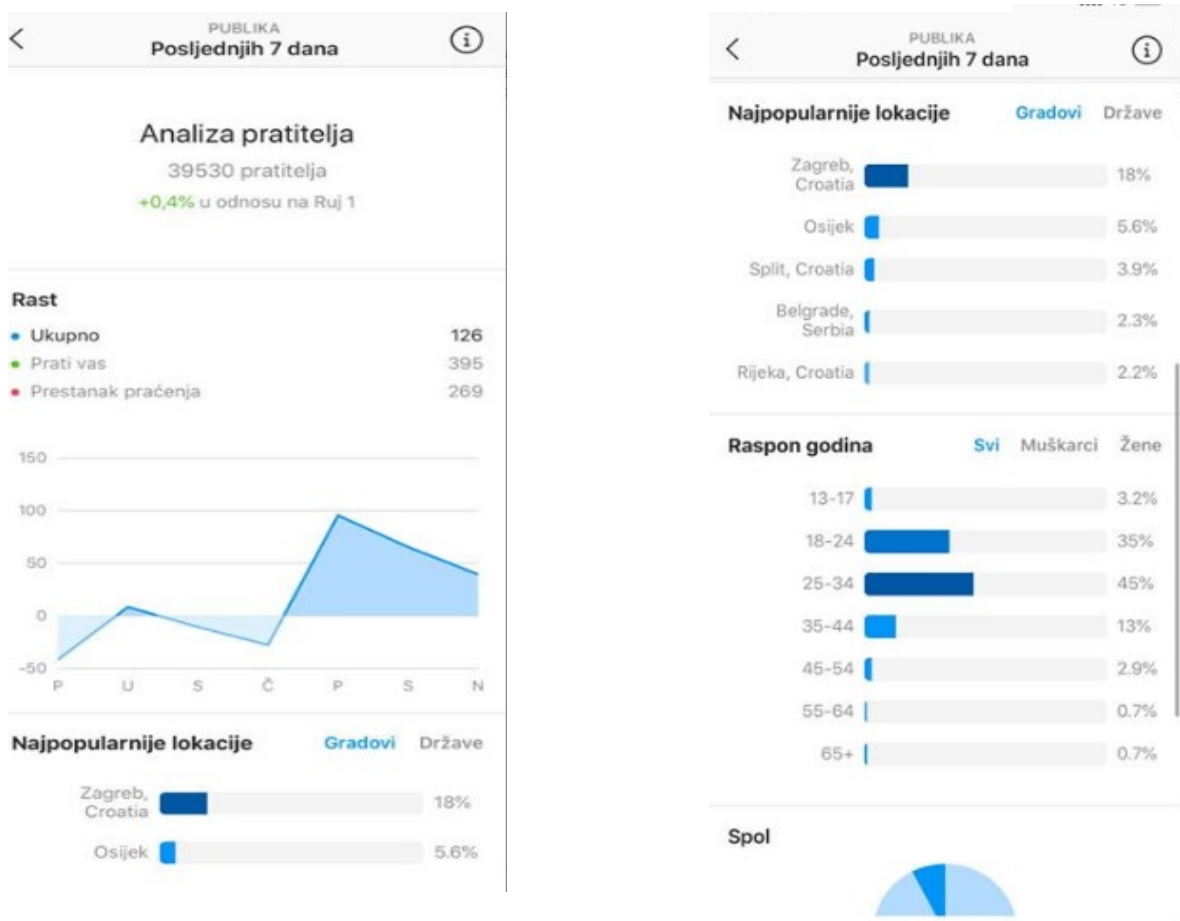 PUBLIKA
Posljednjih 7 dana
Analiza pratitelja
39530 pratitelja
+0,4% u odnosu na Ruj 1
Rast
Ukupno 126
Prati vas 395
Prestanak praćenja 269
150
100
50
0
-50
P U S Č P S N
Najpopularnije lokacije Gradovi Države
Zagreb,
Croatia 18%
Osijek 5.6%
PUBLIKA
Posljednjih 7 dana
Najpopularnije lokacije Gradovi Države
Zagreb,
Croatia 18%
Osijek 5.6%
Split, Croatia 3.9%
Belgrade,
Serbia 2.3%
Rijeka, Croatia 2.2%
Raspon godina Svi Muškarci Žene
13-17 3.2%
18-24 35%
25-34 45%
35-44 13%
45-54 2.9%
55-64 0.7%
65+ 0.7%
Spol